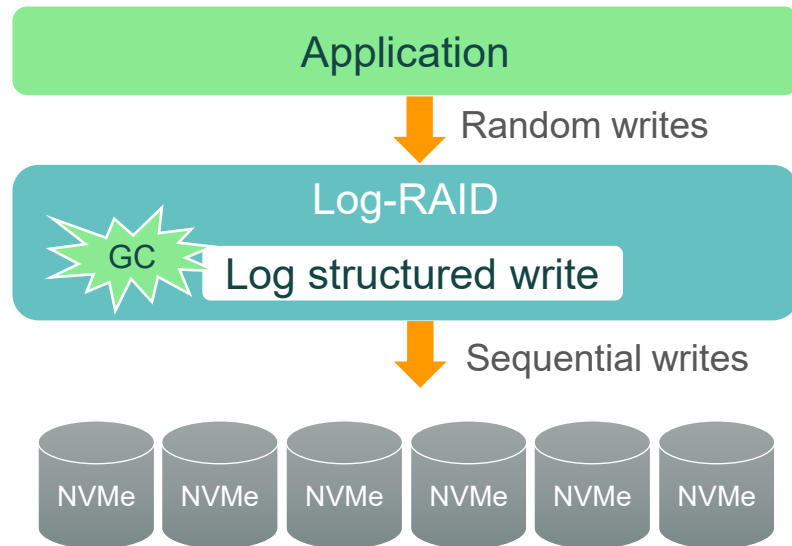 Application
Random writes
Log-RAID
GC
Log structured write
Sequential writes
NVMe
NVMe
NVMe
NVMe
NVMe
NVMe